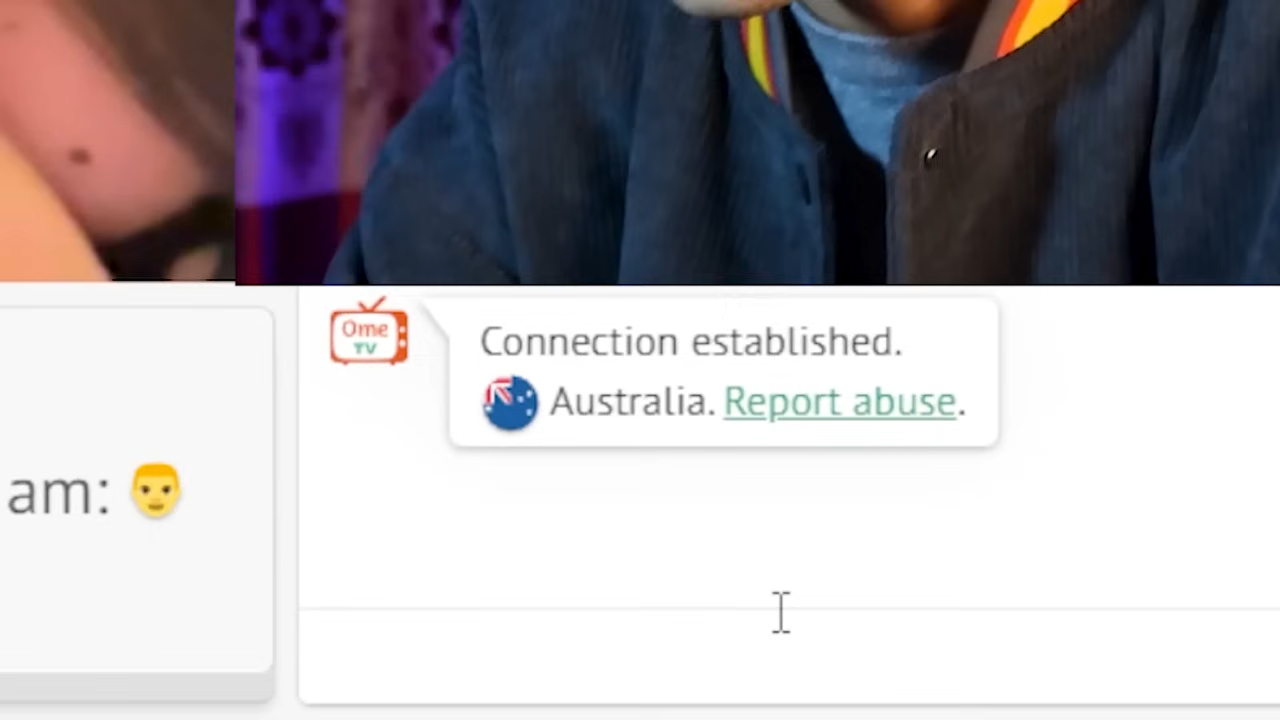 Ome
TV
Connection established.
Australia. Report abuse.
am: